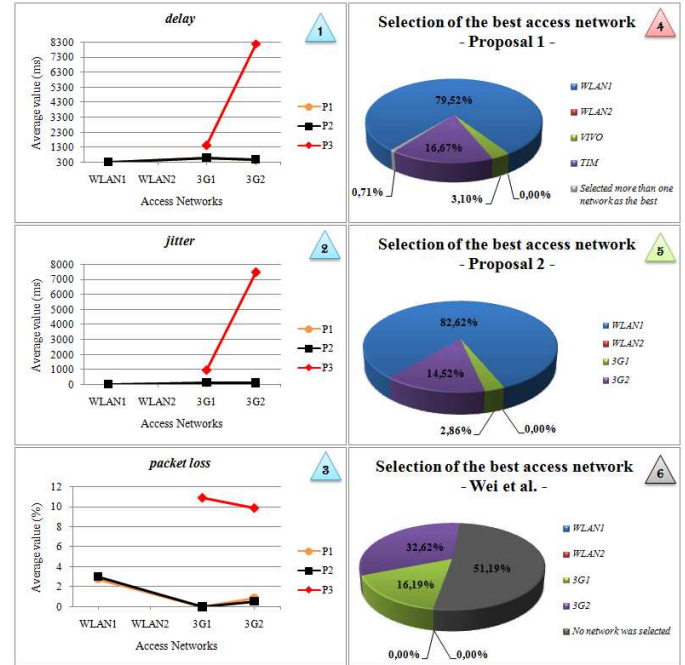 delay
1
Average value (ms)
8300
7300
6300
5300
4300
3300
2300
1300
300
WLAN1 WLAN2 3G1 3G2
Access Networks
P1
P2
P3
Selection of the best access network
- Proposal 1 -
4
79,52%
16,67%
0,71%
3,10%
0,00%
WLAN1
WLAN2
VIVO
TIM
Selected more than one
network as the best
jitter
2
Average value (ms)
8000
7000
6000
5000
4000
3000
2000
1000
0
WLAN1 WLAN2 3G1 3G2
Access Networks
P1
P2
P3
Selection of the best access network
- Proposal 2 -
5
82,62%
14,52%
2,86%
0,00%
WLAN1
WLAN2
3G1
3G2
packet loss
3
Average value (%)
12
10
8
6
4
2
0
WLAN1 WLAN2 3G1 3G2
Access Networks
P1
P2
P3
Selection of the best access network
- Wei et al. -
6
32,62%
51,19%
16,19%
0,00%
0,00%
WLAN1
WLAN2
3G1
3G2
No network was selected